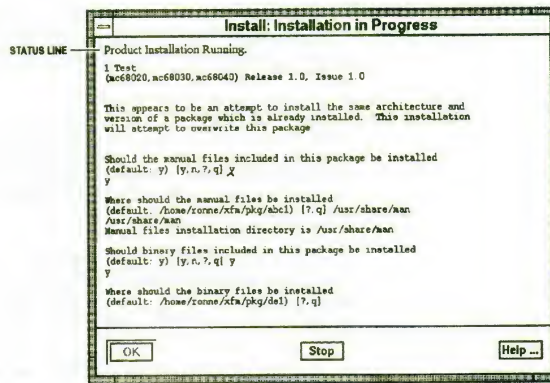 Install: Installation in Progress
STATUS LINE
Product Installation Running.
1 Test
(mc68020,mc68030,mc68040) Release 1.0, Issue 1.0
This appears to be an attempt to install the same architecture and
version of a package which is already installed. This installation
will attempt to overwrite this package
Should the manual files included in this package be installed
(default: y) [y,n,?,q] y
y
Where should the manual files be installed
(default: /home/ronne/xfm/pkg/abc1) [?,q] /usr/share/man
/usr/share/man
Manual files installation directory is /usr/share/man
Should binary files included in this package be installed
(default: y) [y,n,?,q] y
y
Where should the binary files be installed
(default: /home/ronne/xfm/pkg/de1) [?,q]
OK
Stop
Help ...